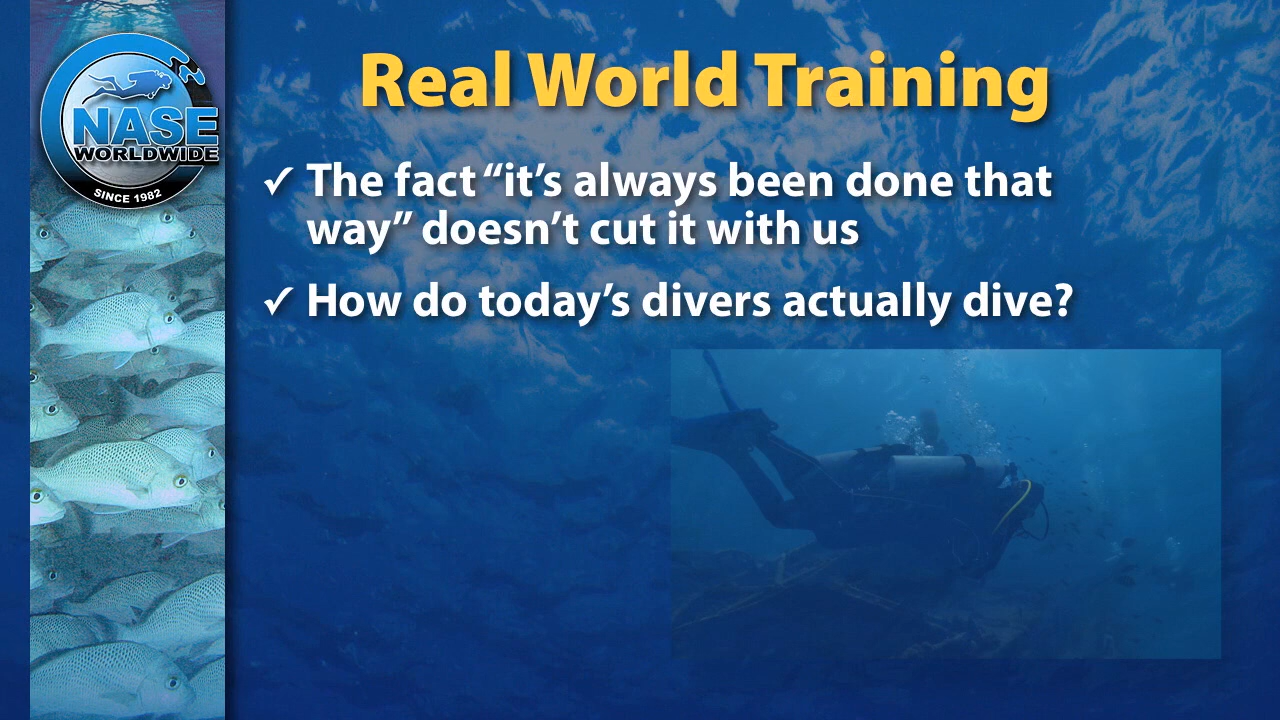 NASE
WORLDWIDE
SINCE 1982
Real World Training
✓ The fact “it’s always been done that
way” doesn’t cut it with us
✓ How do today’s divers actually dive?